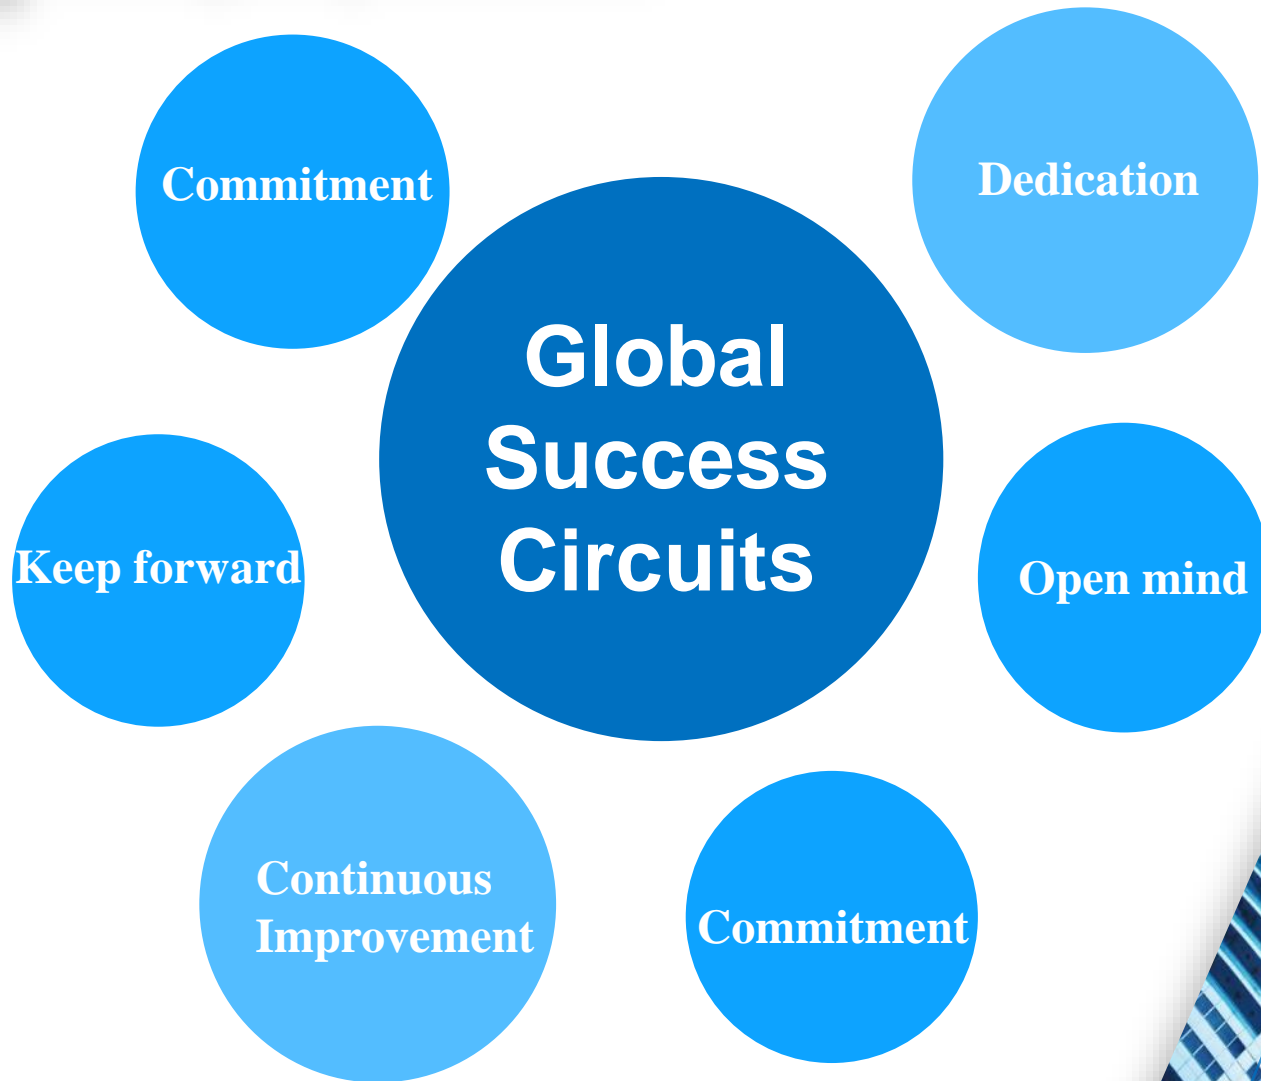 Commitment
Dedication
Global
Success
Circuits
Keep forward
Open mind
Continuous
Improvement
Commitment